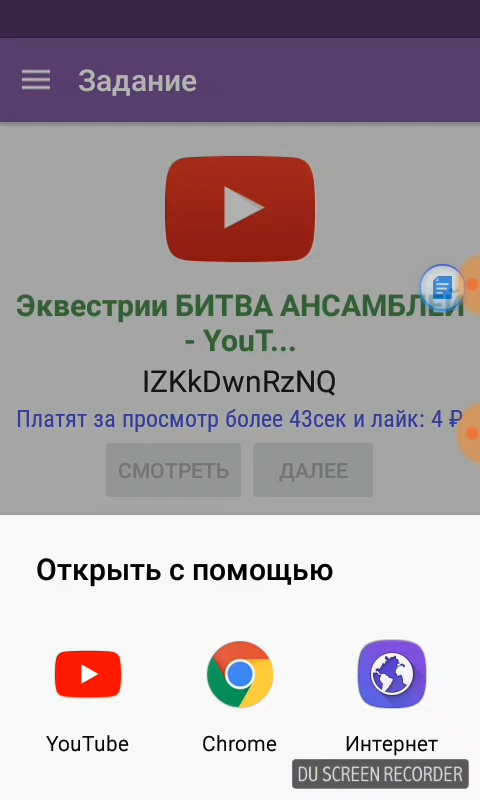 Задание
Эквестрии БИТВА АНСАМБЛЕЙ
- YouT...
IZKkDwnRzNQ
Платят за просмотр более 43сек и лайк: 4 ₽
СМОТРЕТЬ ДАЛЕЕ
Открыть с помощью
YouTube Chrome Интернет
DU SCREEN RECORDER